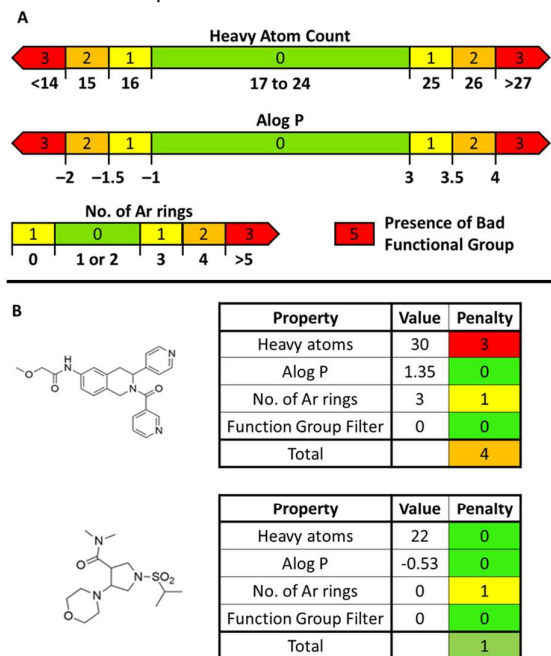 A
Heavy Atom Count
3 2 1 0 1 2 3
<14 15 16 17 to 24 25 26 >27
Alog P
3 2 1 0 1 2 3
–2 –1.5 –1 3 3.5 4
No. of Ar rings
1 0 1 2 3
0 1 or 2 3 4 >5
5 Presence of Bad
Functional Group
B
Property Value Penalty
Heavy atoms 30 3
Alog P 1.35 0
No. of Ar rings 3 1
Function Group Filter 0 0
Total 4
O
O
H
N
N
N
O
N
Property Value Penalty
Heavy atoms 22 0
Alog P -0.53 0
No. of Ar rings 0 1
Function Group Filter 0 0
Total 1
N
O
N
SO2
N
O